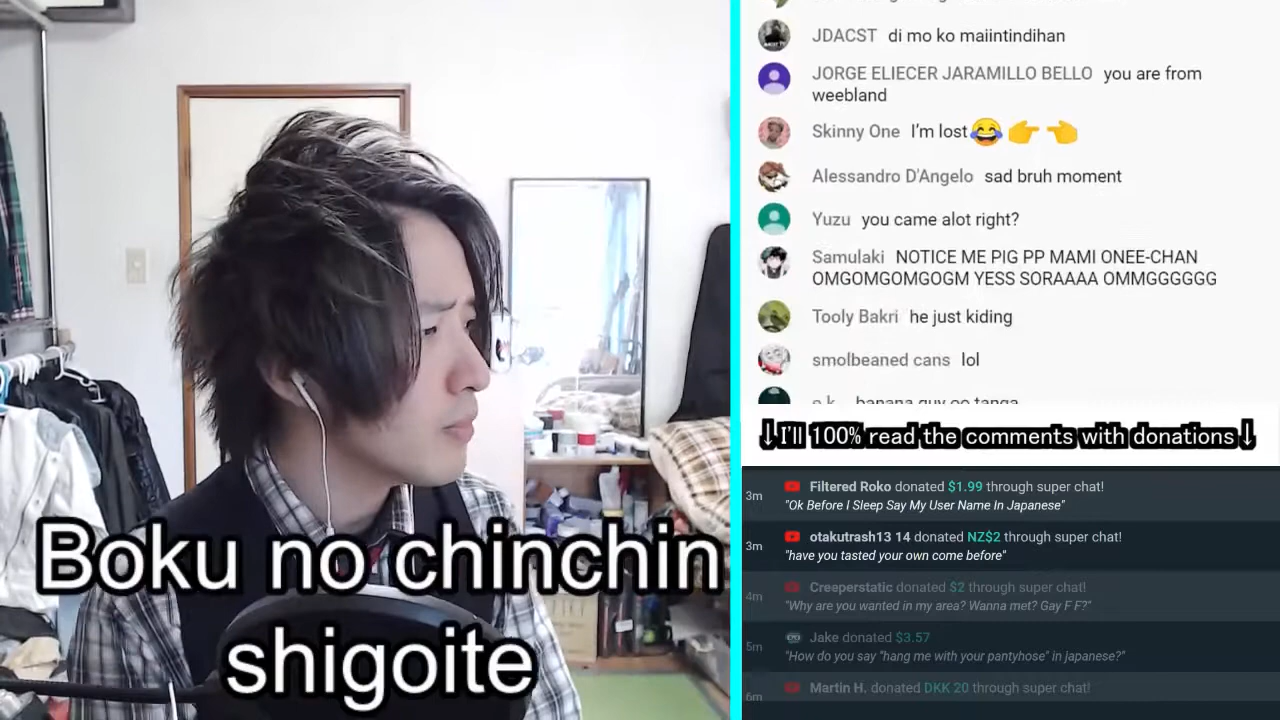 Boku no chinchin
shigoite
JDACST di mo ko maiintindihan
JORGE ELIECER JARAMILLO BELLO you are from
weebland
Skinny One I'm lost😂👉👈
Alessandro D'Angelo sad bruh moment
Yuzu you came alot right?
Samulaki NOTICE ME PIG PP MAMI ONEE-CHAN
OMGOMGOMGOGM YESS SORAAAA OMMGGGGGG
Tooly Bakri he just kiding
smolbeaned cans lol
banana guy oo tanga
↓I'll 100% read the comments with donations↓
3m Filtered Roko donated $1.99 through super chat!
"Ok Before I Sleep Say My User Name In Japanese"
3m otakutrash13 14 donated NZ$2 through super chat!
"have you tasted your own come before"
4m Creeperstatic donated $2 through super chat!
"Why are you wanted in my area? Wanna met? Gay F F?"
5m Jake donated $3.57
"How do you say "hang me with your pantyhose" in japanese?"
6m Martin H. donated DKK 20 through super chat!